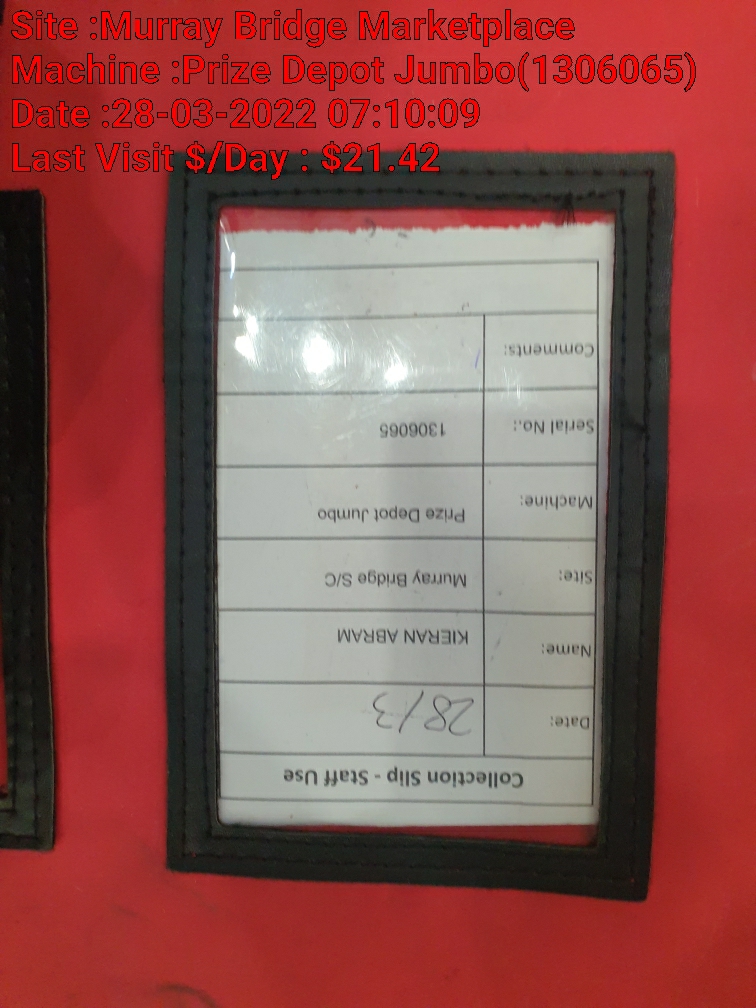 Site :Murray Bridge Marketplace
Machine :Prize Depot Jumbo(1306065)
Date :28-03-2022 07:10:09
Last Visit $/Day : $21.42
Collection Slip - Staff Use
Date: 28/3
Name: KIERAN ABRAM
Site: Murray Bridge S/C
Machine: Prize Depot Jumbo
Serial No.: 1306065
Comments: